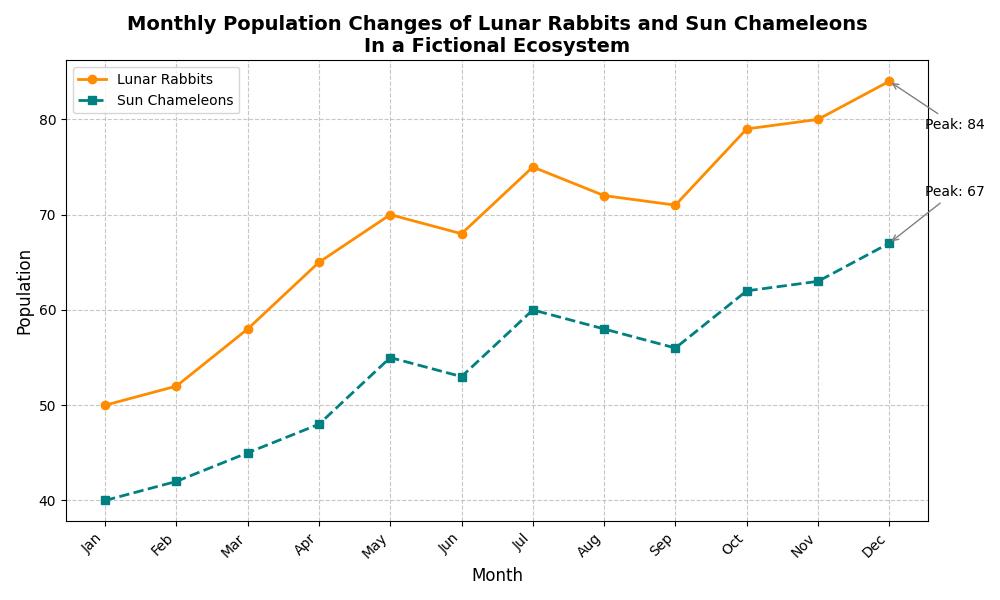 Monthly Population Changes of Lunar Rabbits and Sun Chameleons
In a Fictional Ecosystem
Lunar Rabbits
Sun Chameleons
Peak: 84
Peak: 67
Population
80
70
60
50
40
Jan
Feb
Mar
Apr
May
Jun
Jul
Aug
Sep
Oct
Nov
Dec
Month